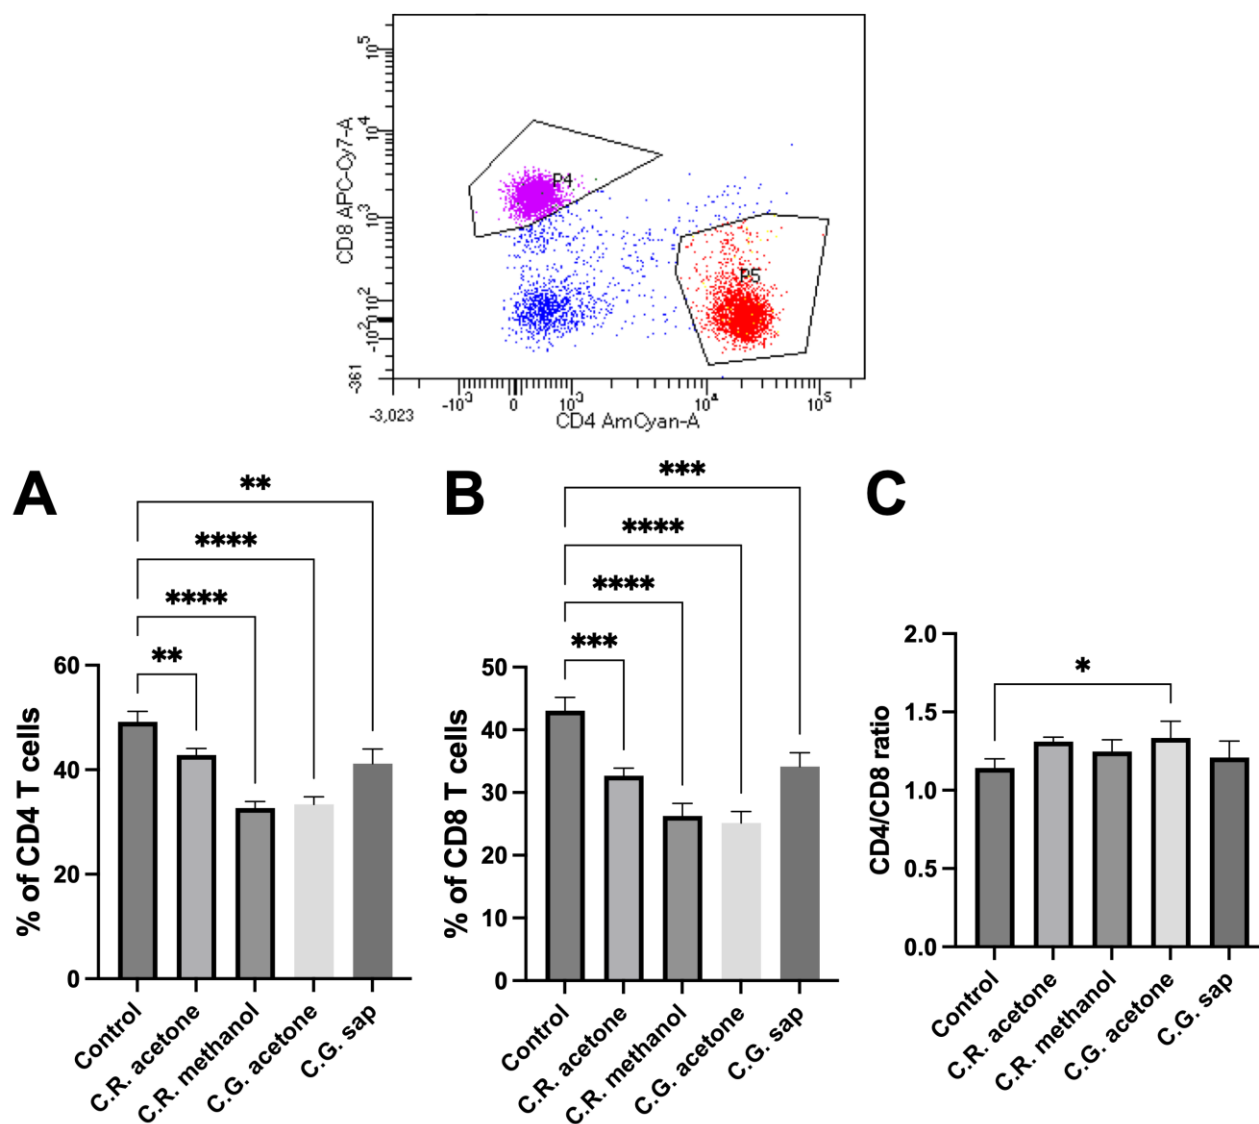 CD8 APC-Cy7-A
10^5
10^4
10^3
10^2
-10^2 0
-361
P4
P5
-3,023
-10^3
0
10^3
10^4
10^5
CD4 AmCyan-A
A
**
****
****
**
% of CD4 T cells
60
40
20
0
Control
C.R. acetone
C.R. methanol
C.G. acetone
C.G. sap
B
***
****
****
***
% of CD8 T cells
50
40
30
20
10
0
Control
C.R. acetone
C.R. methanol
C.G. acetone
C.G. sap
C
*
CD4/CD8 ratio
2.0
1.5
1.0
0.5
0.0
Control
C.R. acetone
C.R. methanol
C.G. acetone
C.G. sap